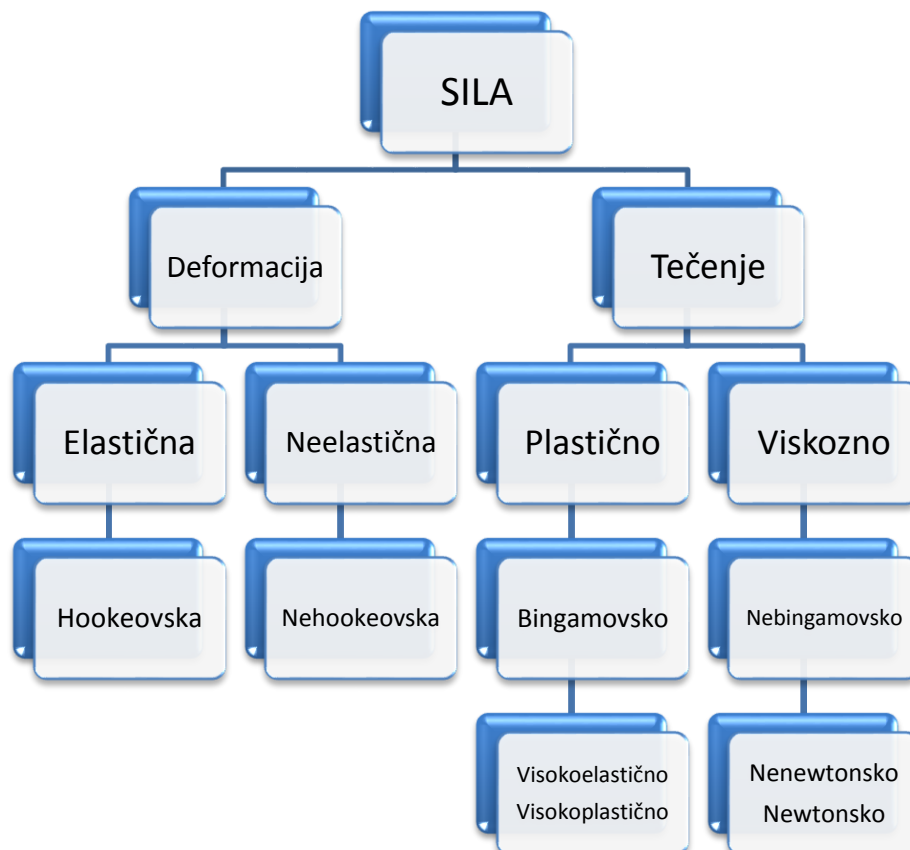 SILA
Deformacija
Tečenje
Elastična
Neelastična
Plastično
Viskozno
Hookeovska
Nehookeovska
Bingamovsko
Nebingamovsko
Visokoelastično
Visokoplastično
Nenewtonsko
Newtonsko